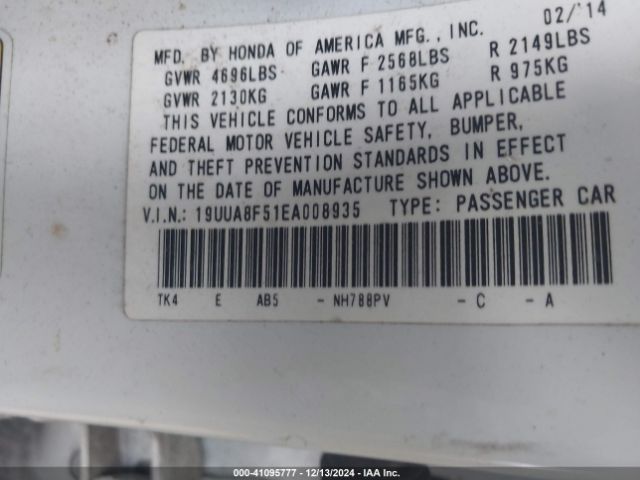 02/14
MFD. BY HONDA OF AMERICA MFG., INC.
GVWR 4696LBS GAWR F 2568LBS R 2149LBS
GVWR 2130KG GAWR F 1165KG R 975KG
THIS VEHICLE CONFORMS TO ALL APPLICABLE
FEDERAL MOTOR VEHICLE SAFETY, BUMPER,
AND THEFT PREVENTION STANDARDS IN EFFECT
ON THE DATE OF MANUFACTURE SHOWN ABOVE.
V.I.N.: 19UUA8F51EA008935 TYPE: PASSENGER CAR
TK4 E AB5 - NH788PV - C - A
000-41095777 - 12/13/2024 - IAA Inc.